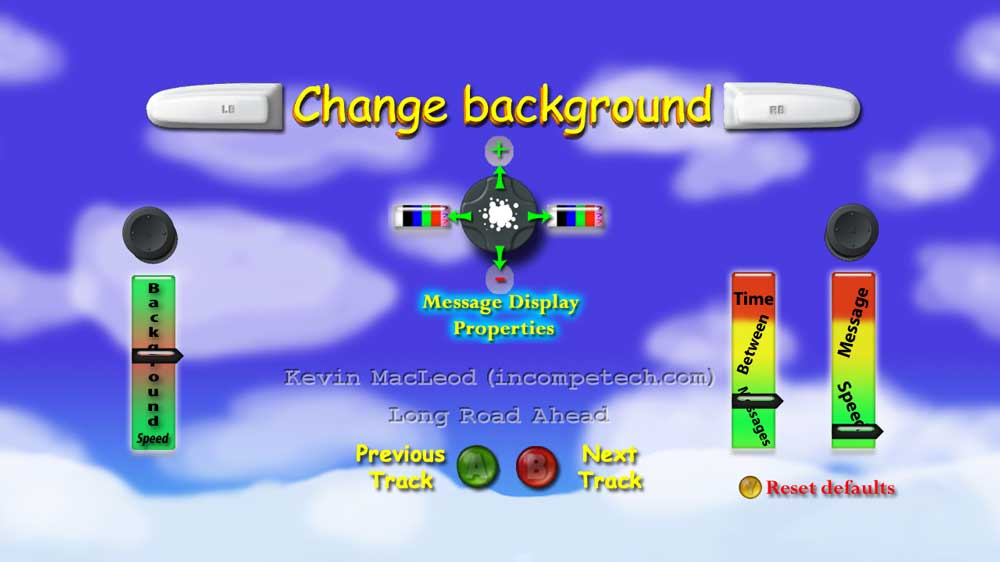 LB
Change background
RB
+
-
Message Display
Properties
Background
Speed
Time
Between
Messages
Message
Speed
Kevin MacLeod (incompetech.com)
Long Road Ahead
Previous
Track
A
B
Next
Track
Y
Reset defaults